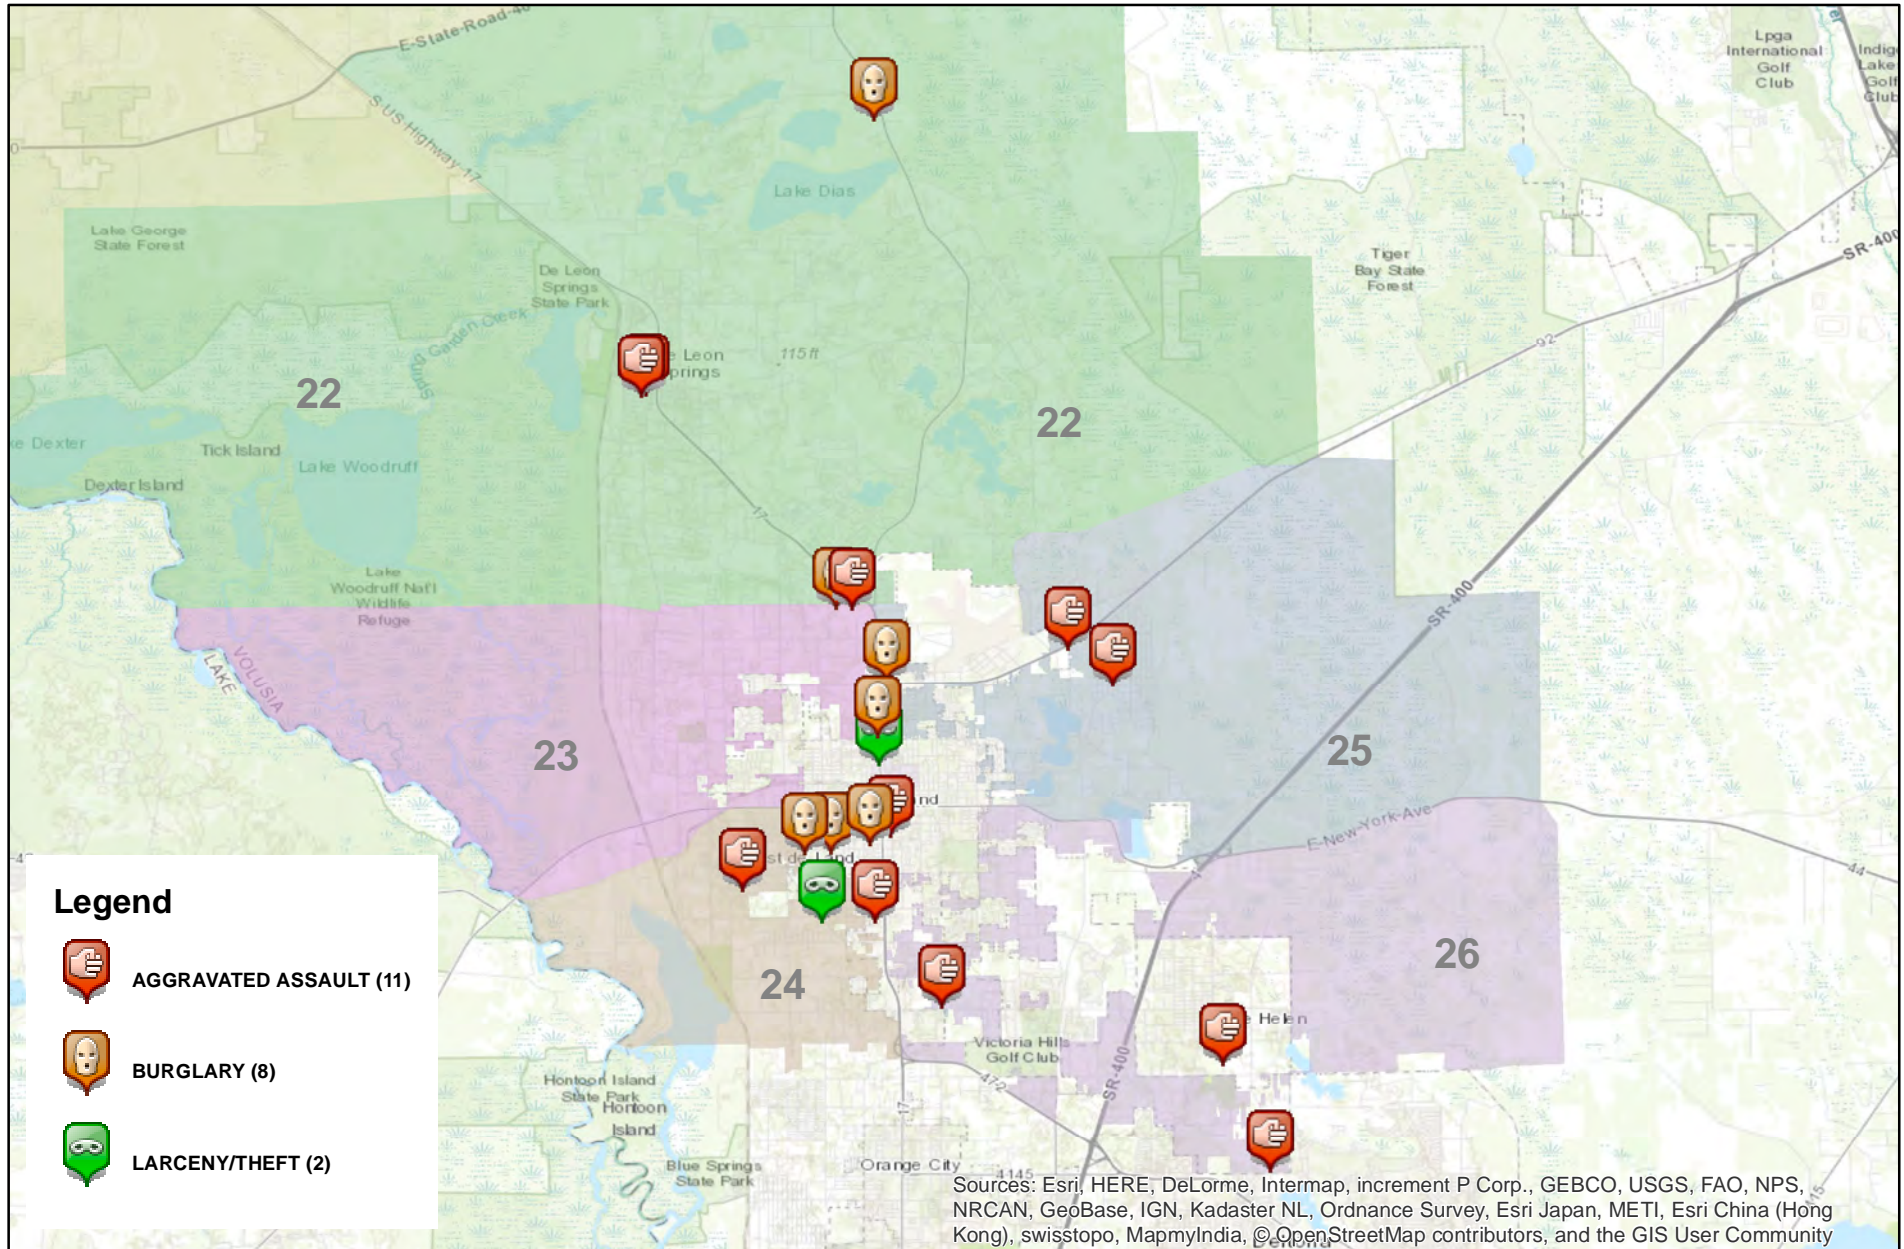 E-State-Road-40
Lpga
International
Golf
Club
Lake
Golf
Club
S-US-Highway-17
Lake Dias
Lake George
State Forest
De Leon
Springs
State Park
Tiger
Bay State
Forest
SR-400
Spring Garden Creek
92
115 ft
22
22
Tick Island
Lake Woodruff
Dexter Island
17
Lake
Woodruff Nat'l
Wildlife
Refuge
SR-400
LAKE
VOLUSIA
23
25
E-New-York-Ave
44
26
24
Victoria Hills
Golf Club
Helen
472
SR-400
17
Hontoon Island
State Park
Hontoon
Island
Blue Springs
State Park
Orange City
4145
Legend
AGGRAVATED ASSAULT (11)
BURGLARY (8)
LARCENY/THEFT (2)
Sources: Esri, HERE, DeLorme, Intermap, increment P Corp., GEBCO, USGS, FAO, NPS,
NRCAN, GeoBase, IGN, Kadaster NL, Ordnance Survey, Esri Japan, METI, Esri China (Hong
Kong), swisstopo, MapmyIndia, © OpenStreetMap contributors, and the GIS User Community